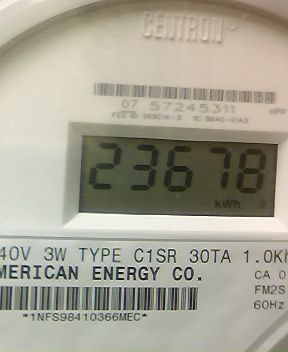 CENTRON
07 57245311
23678
kWh
40V 3W TYPE C1SR 30TA 1.0Kh
MERICAN ENERGY CO.
CA 0
FM2S
60Hz
*1NFS98410366MEC*